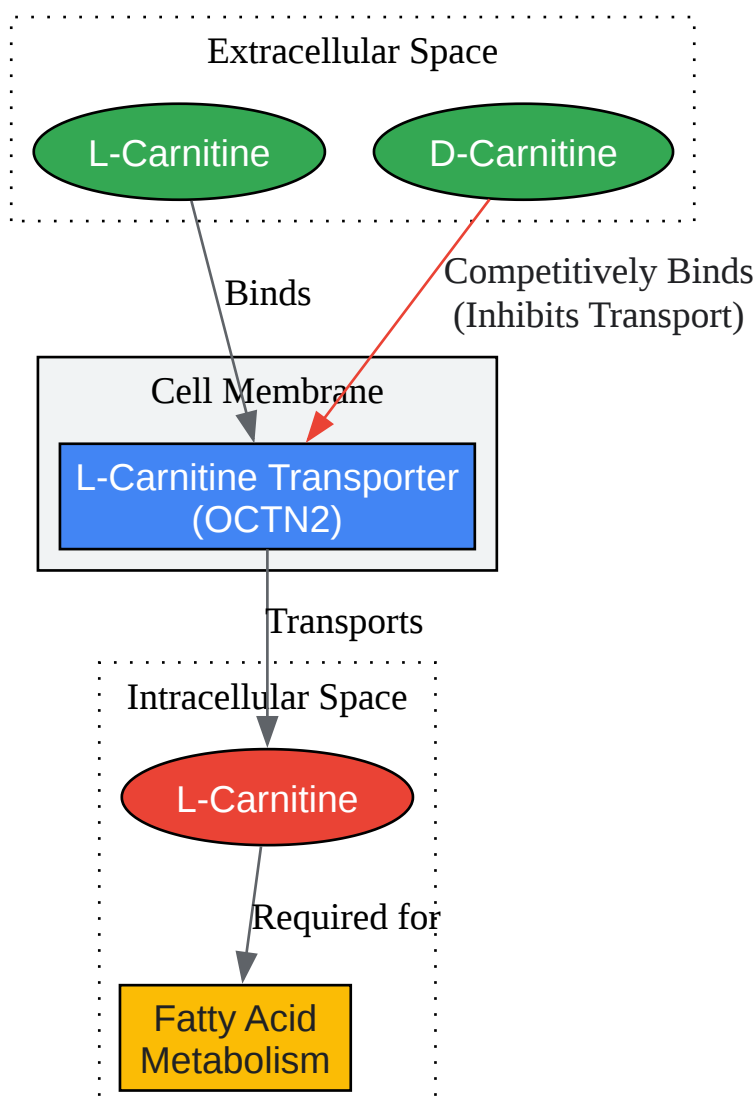 Extracellular Space
L-Carnitine
D-Carnitine
Binds
Competitively Binds
(Inhibits Transport)
Cell Membrane
L-Carnitine Transporter
(OCTN2)
Transports
Intracellular Space
L-Carnitine
Required for
Fatty Acid
Metabolism